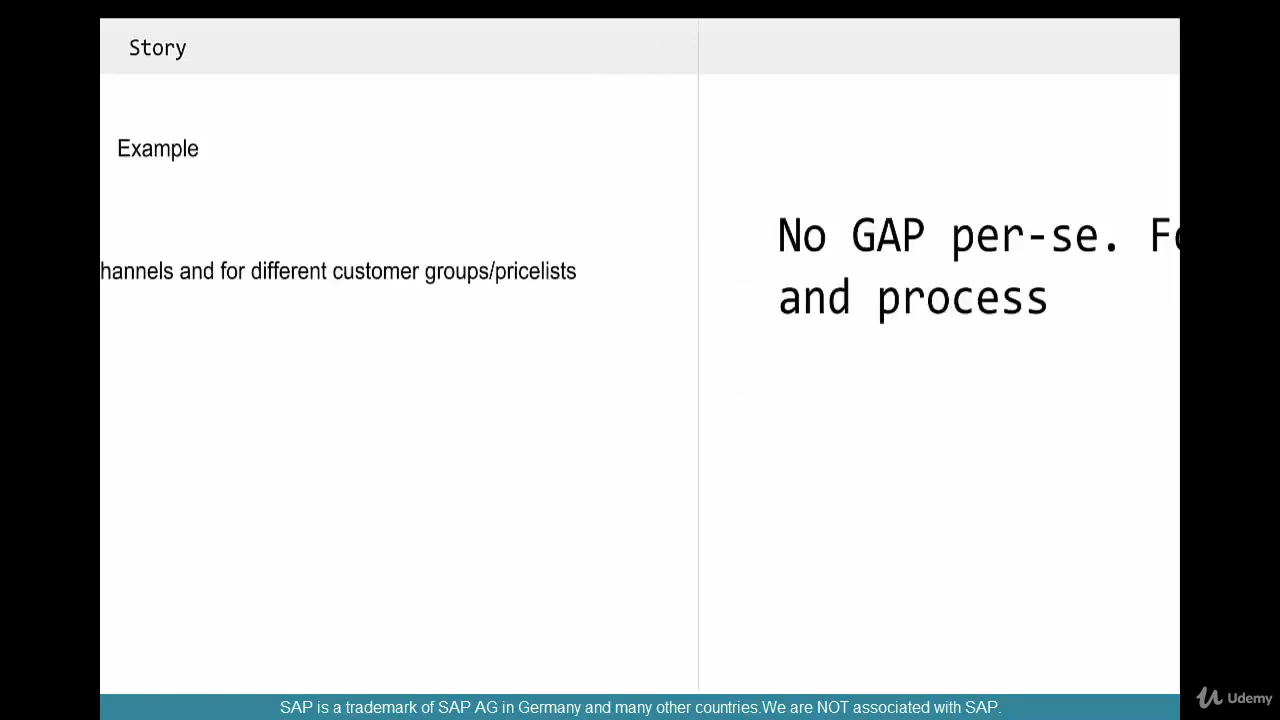 Story
Example
hannels and for different customer groups/pricelists
No GAP per-se.
and process
SAP is a trademark of SAP AG in Germany and many other countries.We are NOT associated with SAP.
Udemy